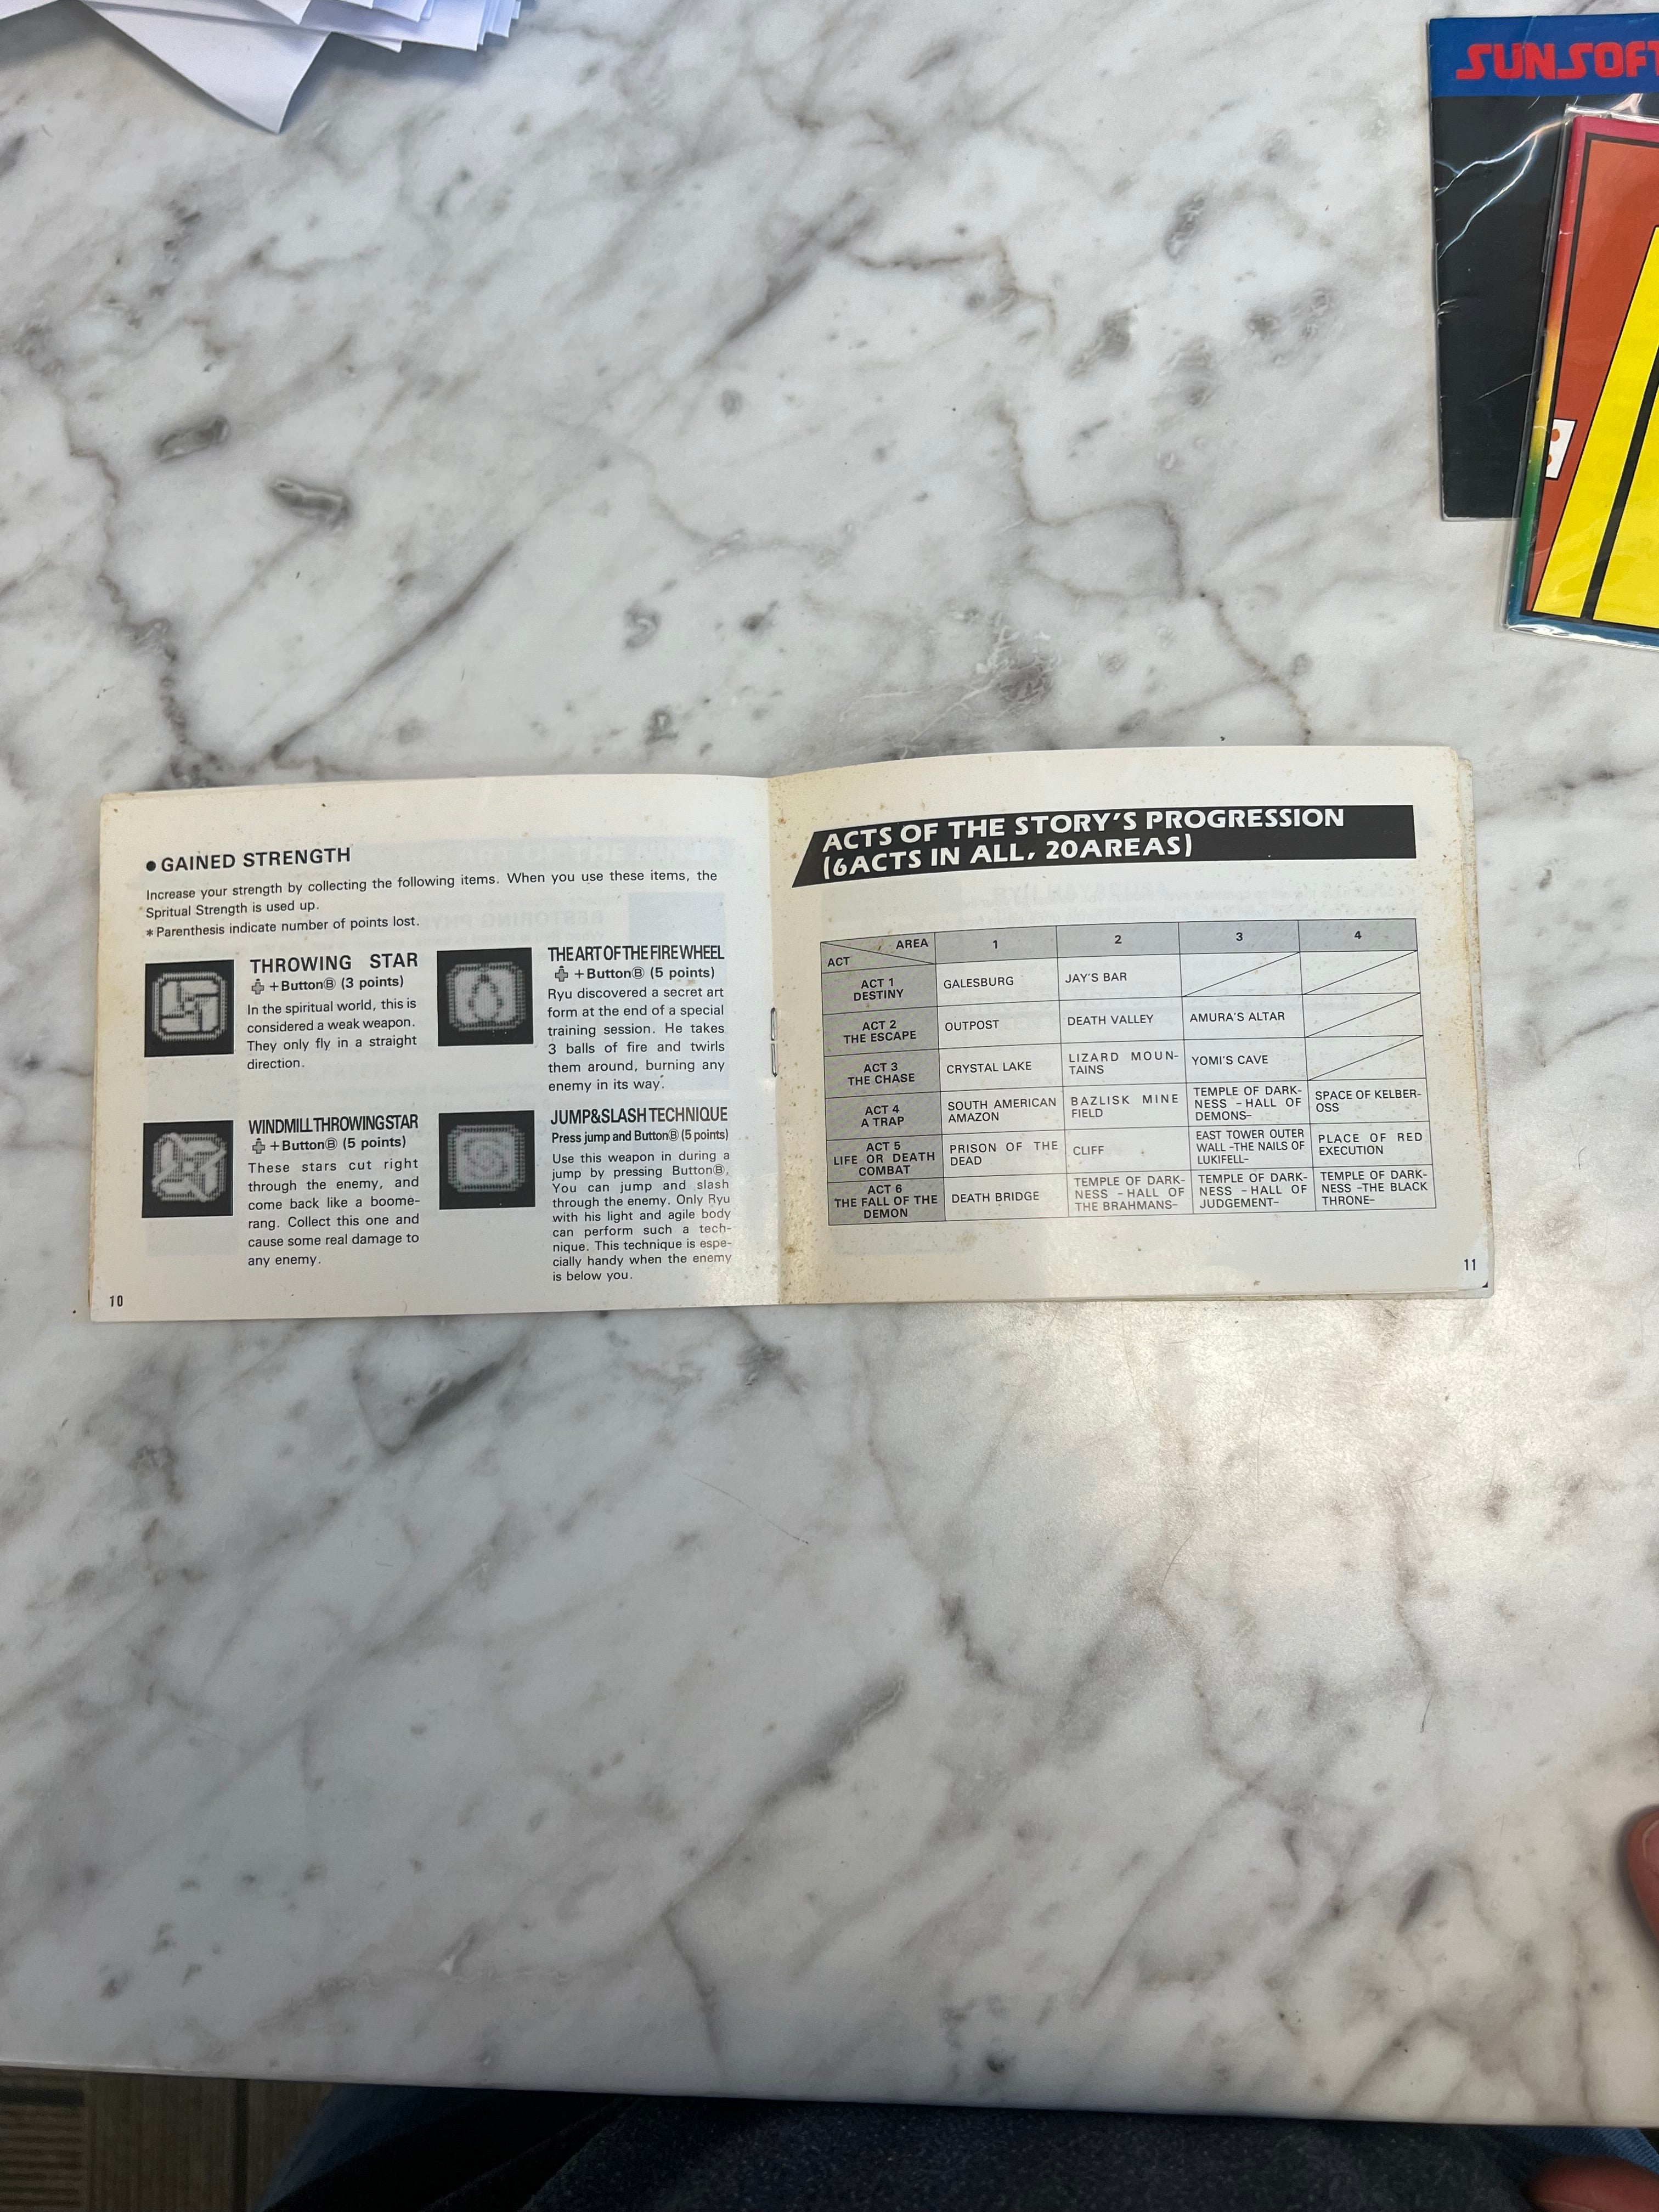 SUNSOFT
● GAINED STRENGTH
Increase your strength by collecting the following items. When you use these items, the
Spritual Strength is used up.
*Parenthesis indicate number of points lost.
THROWING STAR
+Button Ⓑ (3 points)
In the spiritual world, this is
considered a weak weapon.
They only fly in a straight
direction.
WINDMILL THROWING STAR
+Button Ⓑ (5 points)
These stars cut right
through the enemy, and
come back like a boome-
rang. Collect this one and
cause some real damage to
any enemy.
THE ART OF THE FIRE WHEEL
+Button Ⓑ (5 points)
Ryu discovered a secret art
form at the end of a special
training session. He takes
3 balls of fire and twirls
them around, burning any
enemy in its way.
JUMP&SLASH TECHNIQUE
Press jump and Button Ⓑ (5 points)
Use this weapon in during a
jump by pressing Button Ⓑ.
You can jump and slash
through the enemy. Only Ryu
with his light and agile body
can perform such a tech-
nique. This technique is espe-
cially handy when the enemy
is below you.
10
ACTS OF THE STORY'S PROGRESSION
(6ACTS IN ALL, 20AREAS)
AREA 1 2 3 4
ACT
ACT 1
DESTINY
GALESBURG
JAY'S BAR
ACT 2
THE ESCAPE
OUTPOST
DEATH VALLEY
AMURA'S ALTAR
ACT 3
THE CHASE
CRYSTAL LAKE
LIZARD MOUN-
TAINS
YOMI'S CAVE
ACT 4
A TRAP
SOUTH AMERICAN
AMAZON
BAZLISK MINE
FIELD
TEMPLE OF DARK-
NESS –HALL OF
DEMONS–
SPACE OF KELBER-
OSS
ACT 5
LIFE OR DEATH
COMBAT
PRISON OF THE
DEAD
CLIFF
EAST TOWER OUTER
WALL –THE NAILS OF
LUKIFELL–
PLACE OF RED
EXECUTION
ACT 6
THE FALL OF THE
DEMON
DEATH BRIDGE
TEMPLE OF DARK-
NESS –HALL OF
THE BRAHMANS–
TEMPLE OF DARK-
NESS –HALL OF
JUDGEMENT–
TEMPLE OF DARK-
NESS –THE BLACK
THRONE–
11